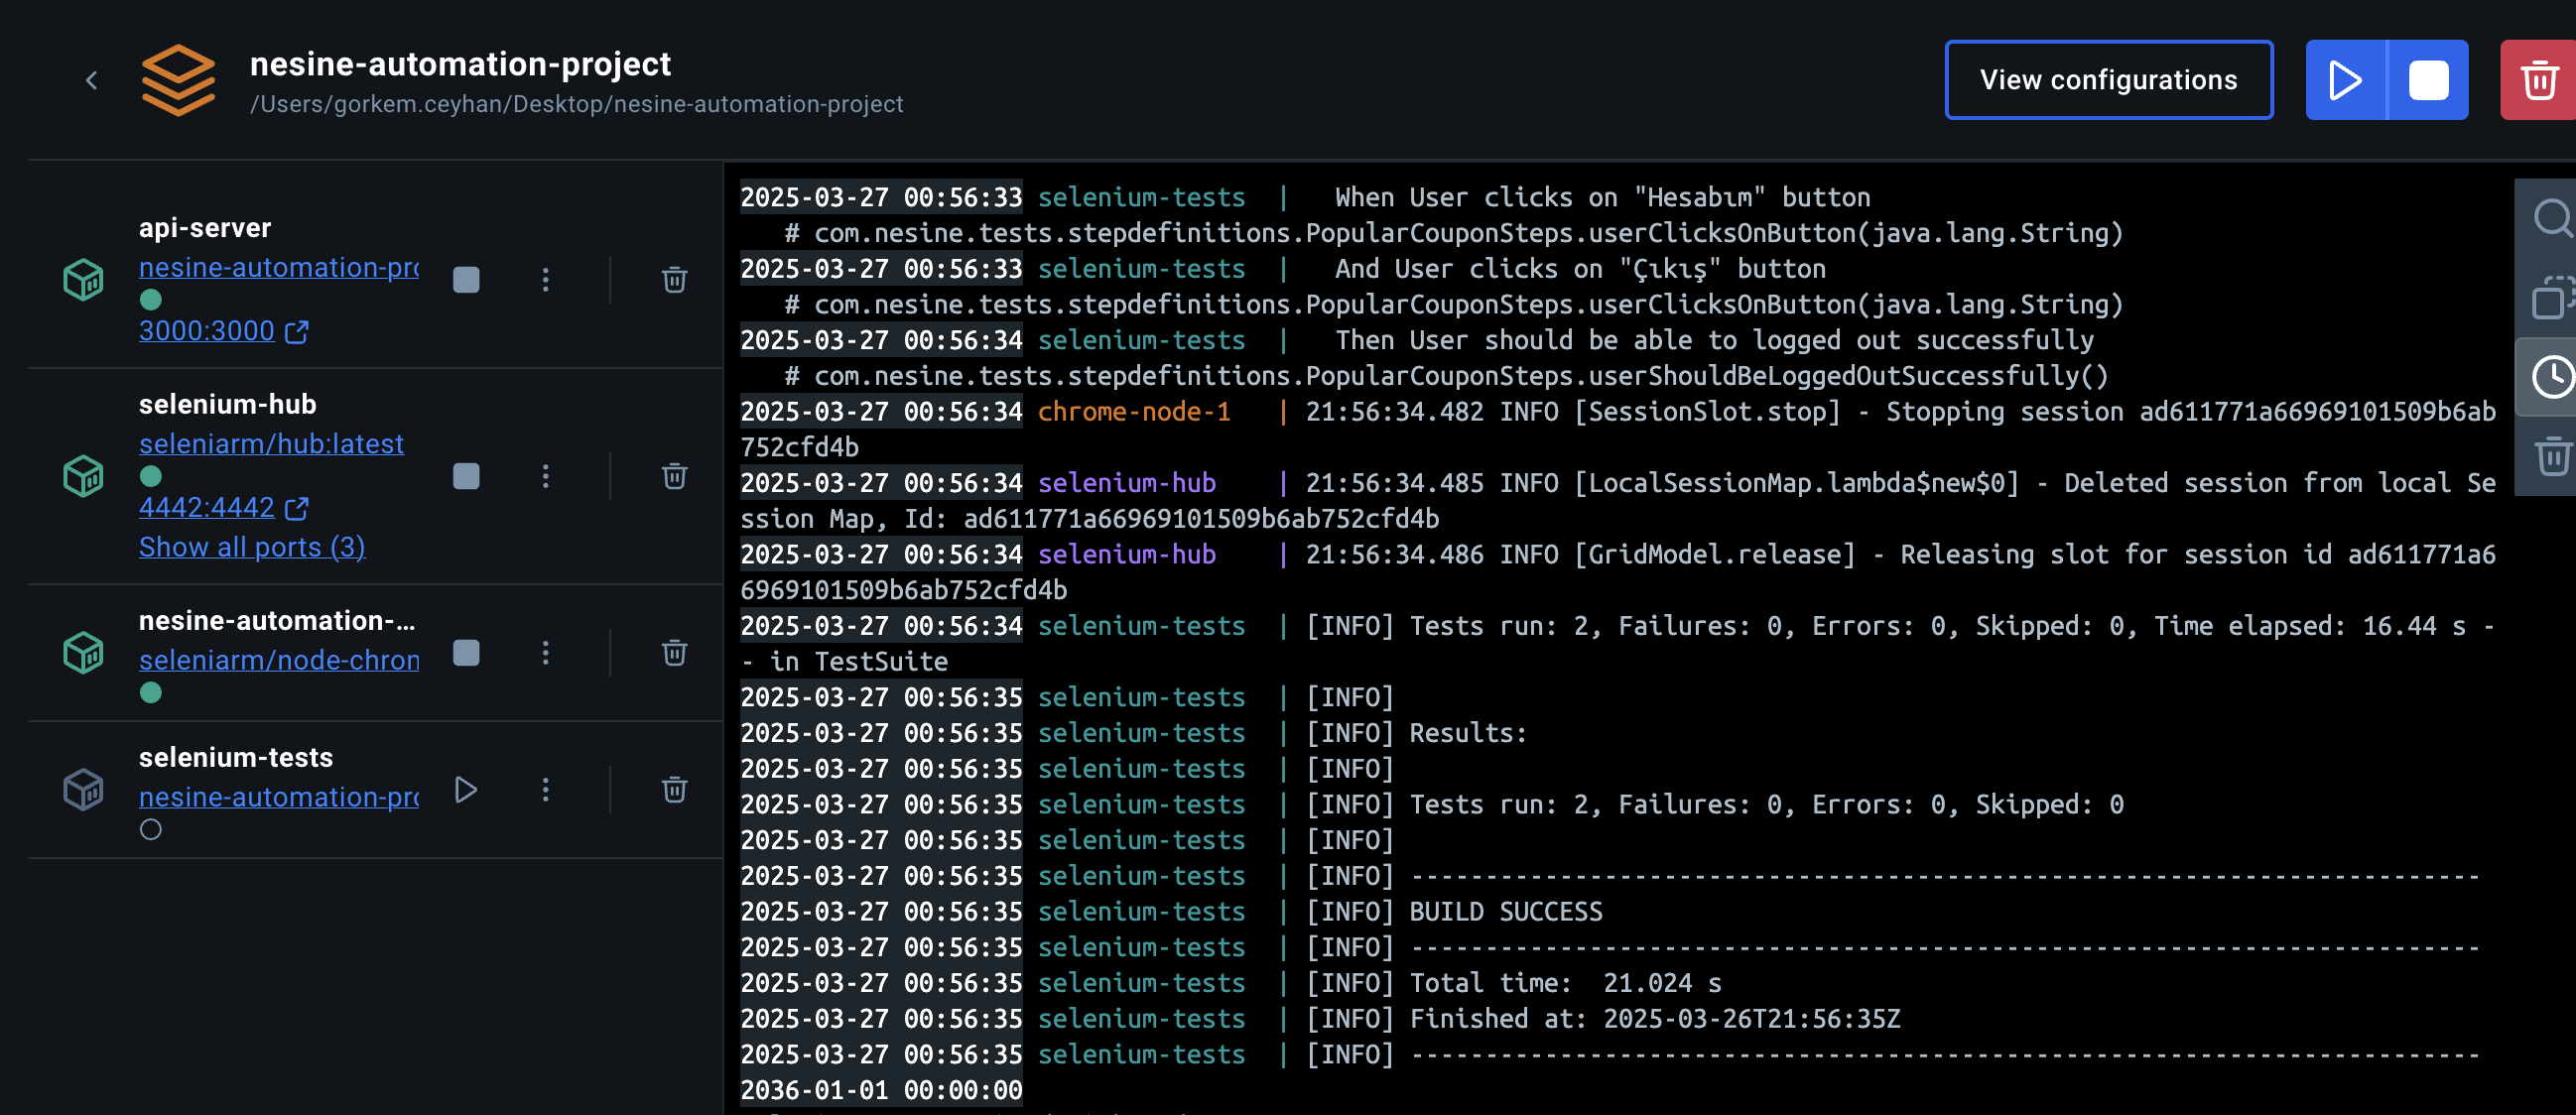 nesine-automation-project
/Users/gorkem.ceyhan/Desktop/nesine-automation-project
View configurations
api-server
nesine-automation-pro
3000:3000
selenium-hub
seleniarm/hub:latest
4442:4442
Show all ports (3)
nesine-automation-...
seleniarm/node-chron
selenium-tests
nesine-automation-pro
2025-03-27 00:56:33 selenium-tests | When User clicks on "Hesabım" button
# com.nesine.tests.stepdefinitions.PopularCouponSteps.userClicksOnButton(java.lang.String)
2025-03-27 00:56:33 selenium-tests | And User clicks on "Çıkış" button
# com.nesine.tests.stepdefinitions.PopularCouponSteps.userClicksOnButton(java.lang.String)
2025-03-27 00:56:34 selenium-tests | Then User should be able to logged out successfully
# com.nesine.tests.stepdefinitions.PopularCouponSteps.userShouldBeLoggedOutSuccessfully()
2025-03-27 00:56:34 chrome-node-1 | 21:56:34.482 INFO [SessionSlot.stop] - Stopping session ad611771a66969101509b6ab
752cfd4b
2025-03-27 00:56:34 selenium-hub | 21:56:34.485 INFO [LocalSessionMap.lambda$new$0] - Deleted session from local Se
ssion Map, Id: ad611771a66969101509b6ab752cfd4b
2025-03-27 00:56:34 selenium-hub | 21:56:34.486 INFO [GridModel.release] - Releasing slot for session id ad611771a6
6969101509b6ab752cfd4b
2025-03-27 00:56:34 selenium-tests | [INFO] Tests run: 2, Failures: 0, Errors: 0, Skipped: 0, Time elapsed: 16.44 s -
- in TestSuite
2025-03-27 00:56:35 selenium-tests | [INFO]
2025-03-27 00:56:35 selenium-tests | [INFO] Results:
2025-03-27 00:56:35 selenium-tests | [INFO]
2025-03-27 00:56:35 selenium-tests | [INFO] Tests run: 2, Failures: 0, Errors: 0, Skipped: 0
2025-03-27 00:56:35 selenium-tests | [INFO]
2025-03-27 00:56:35 selenium-tests | [INFO] ------------------------------------------------------------------------
2025-03-27 00:56:35 selenium-tests | [INFO] BUILD SUCCESS
2025-03-27 00:56:35 selenium-tests | [INFO] ------------------------------------------------------------------------
2025-03-27 00:56:35 selenium-tests | [INFO] Total time:  21.024 s
2025-03-27 00:56:35 selenium-tests | [INFO] Finished at: 2025-03-26T21:56:35Z
2025-03-27 00:56:35 selenium-tests | [INFO] ------------------------------------------------------------------------
2036-01-01 00:00:00